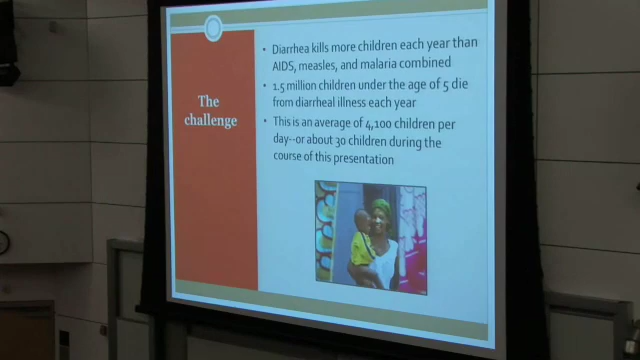 The
challenge
• Diarrhea kills more children each year than
AIDS, measles, and malaria combined
• 1.5 million children under the age of 5 die
from diarrheal illness each year
• This is an average of 4,100 children per
day--or about 30 children during the
course of this presentation